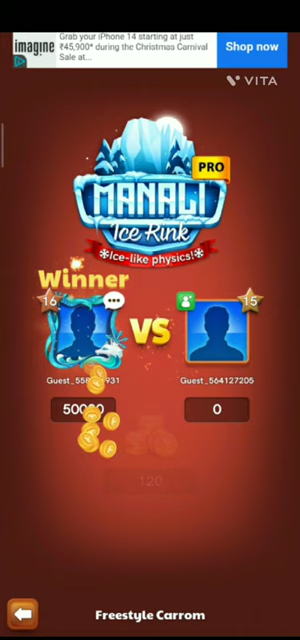 imagine
Grab your iPhone 14 starting at just
₹45,900* during the Christmas Carnival
Sale at...
Shop now
VITA
PRO
MANALI
Ice Rink
*Ice-like physics!*
Winner
16
15
VS
Guest_564127205
0
120
Freestyle Carrom